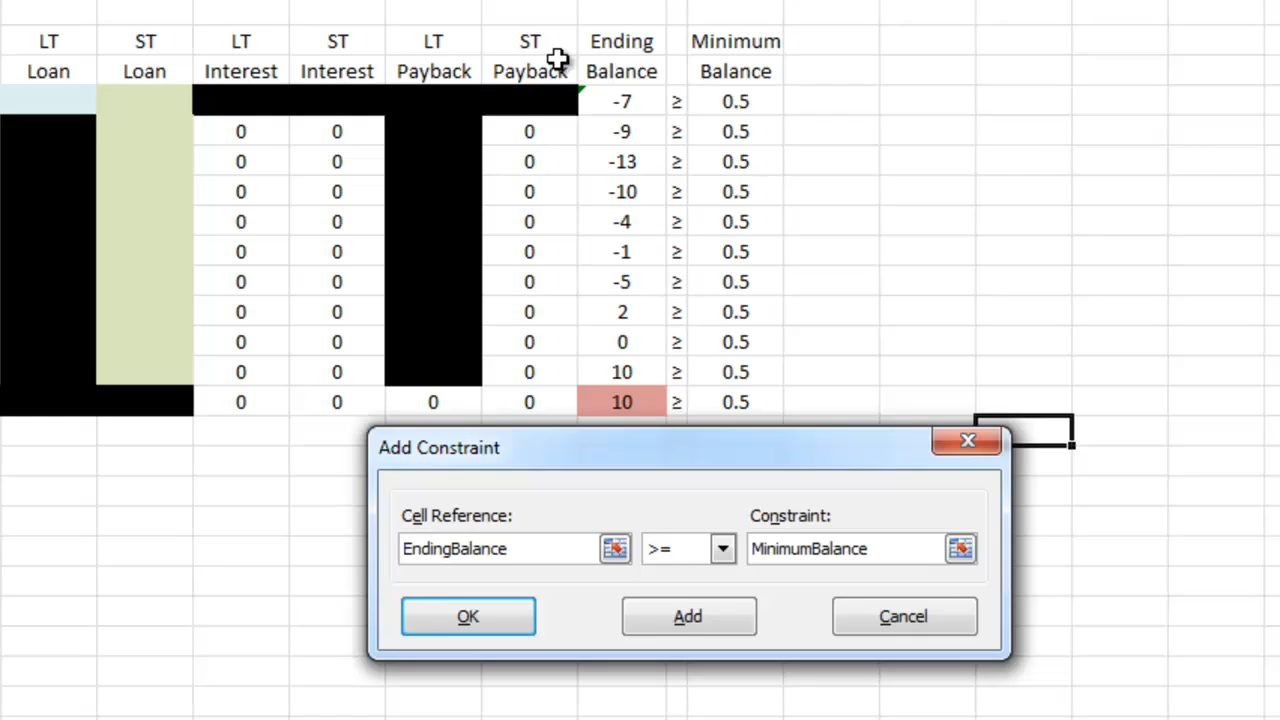 LT ST LT ST LT ST Ending Minimum
Loan Loan Interest Interest Payback Payback Balance Balance
-7 ≥ 0.5
0 0 0 -9 ≥ 0.5
0 0 0 -13 ≥ 0.5
0 0 0 -10 ≥ 0.5
0 0 0 -4 ≥ 0.5
0 0 0 -1 ≥ 0.5
0 0 0 -5 ≥ 0.5
0 0 0 2 ≥ 0.5
0 0 0 0 ≥ 0.5
0 0 0 10 ≥ 0.5
0 0 0 0 10 ≥ 0.5
Add Constraint
Cell Reference: Constraint:
EndingBalance >= MinimumBalance
OK Add Cancel